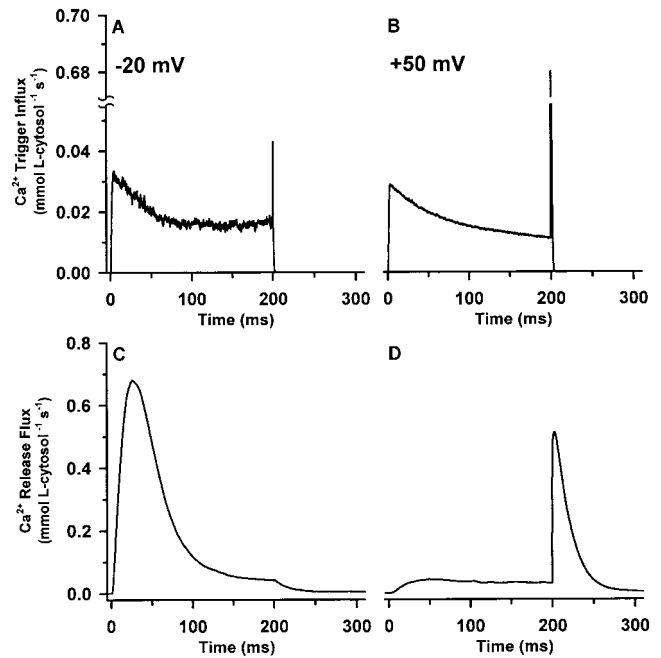 A
-20 mV
B
+50 mV
Ca²⁺ Trigger Influx
(mmol L-cytosol⁻¹ s⁻¹)
0.70
0.68
0.04
0.02
0.00
0 100 200 300
Time (ms)
0 100 200 300
Time (ms)
C
D
Ca²⁺ Release Flux
(mmol L-cytosol⁻¹ s⁻¹)
0.8
0.6
0.4
0.2
0.0
0 100 200 300
Time (ms)
0 100 200 300
Time (ms)